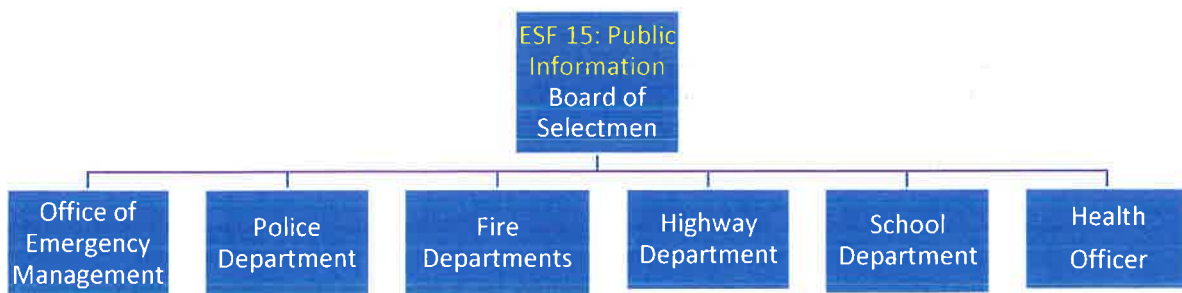 ESF 15: Public
Information
Board of
Selectmen
Office of
Emergency
Management
Police
Department
Fire
Departments
Highway
Department
School
Department
Health
Officer